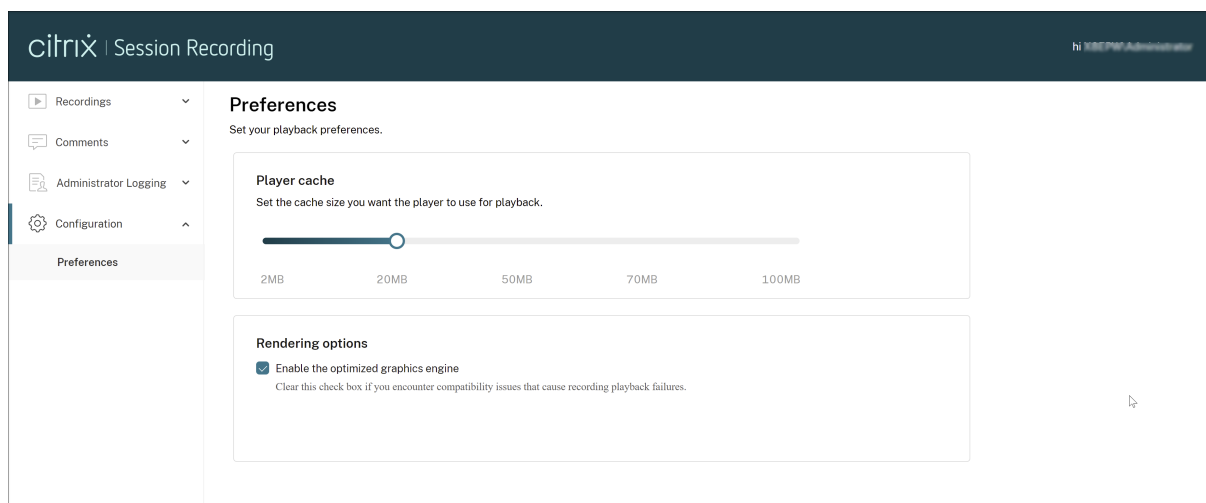 citrix | Session Recording
hi
Recordings
Comments
Administrator Logging
Configuration
Preferences
Preferences
Set your playback preferences.
Player cache
Set the cache size you want the player to use for playback.
2MB 20MB 50MB 70MB 100MB
Rendering options
Enable the optimized graphics engine
Clear this check box if you encounter compatibility issues that cause recording playback failures.